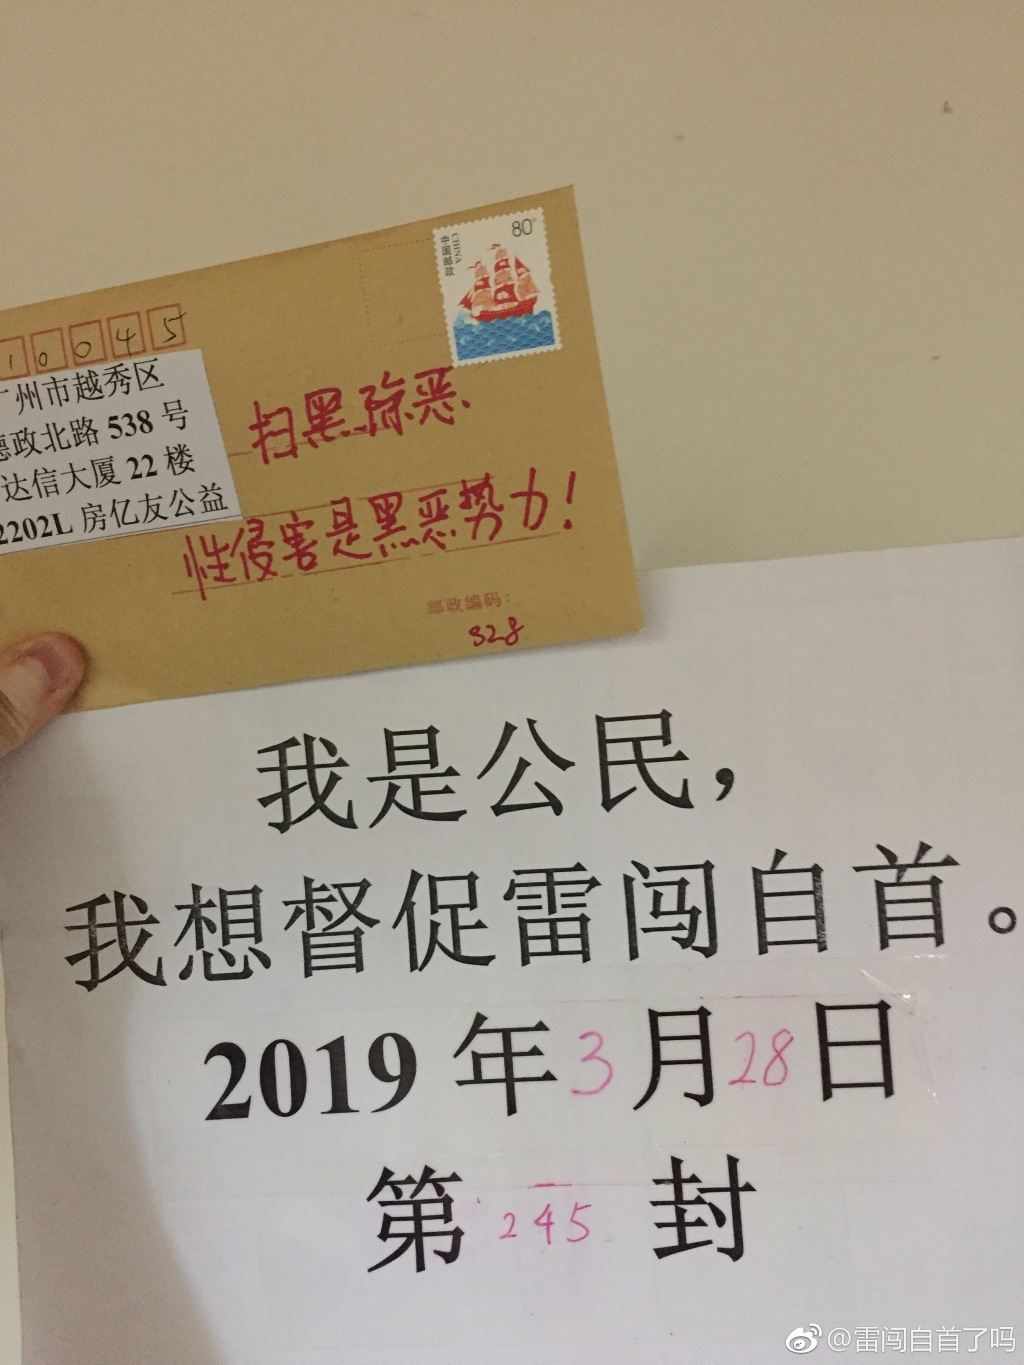 80
中国邮政
CHINA
10045
广州市越秀区
德政北路 538 号
达信大厦 22 楼
2202L 房亿友公益
扫黑除恶
性侵害是黑恶势力！
邮政编码：
328
我是公民，
我想督促雷闯自首。
2019 年 3 月 28 日
第 245 封
@雷闯自首了吗